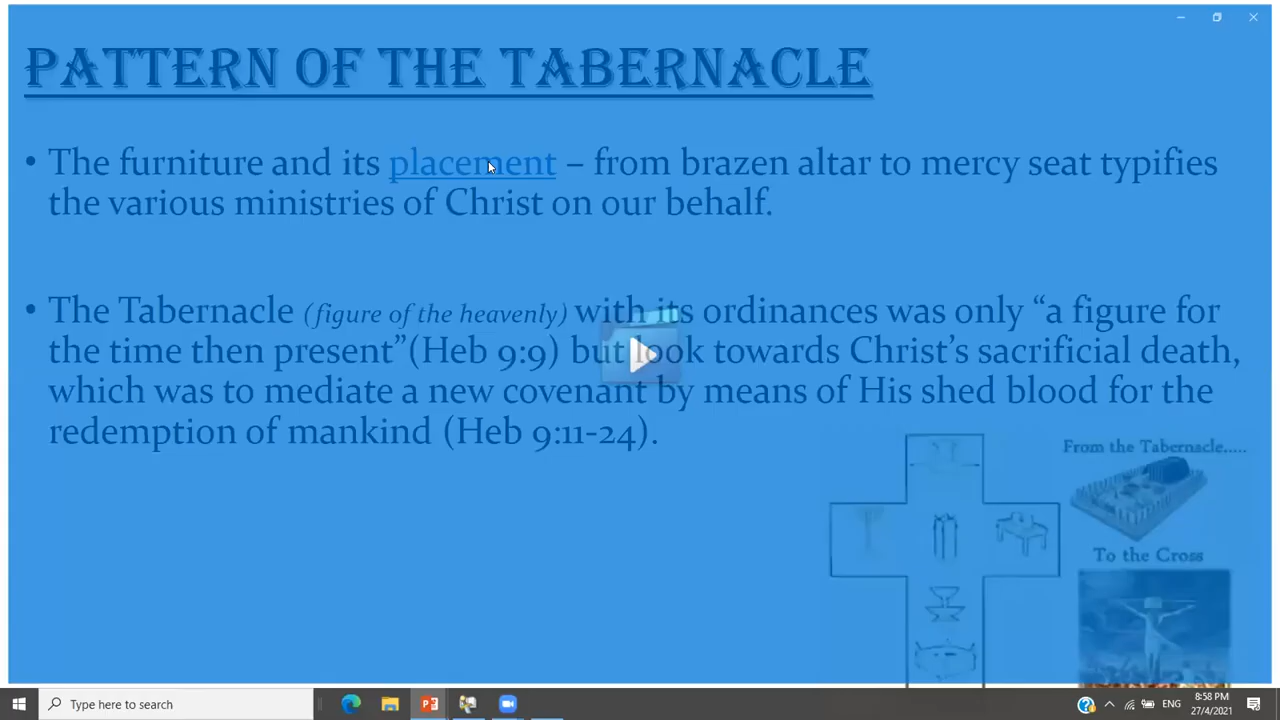 PATTERN OF THE TABERNACLE
• The furniture and its placement – from brazen altar to mercy seat typifies
the various ministries of Christ on our behalf.
• The Tabernacle (figure of the heavenly) with its ordinances was only “a figure for
the time then present”(Heb 9:9) but look towards Christ’s sacrificial death,
which was to mediate a new covenant by means of His shed blood for the
redemption of mankind (Heb 9:11-24).
From the Tabernacle.....
To the Cross
Type here to search
ENG
8:58 PM
27/4/2021